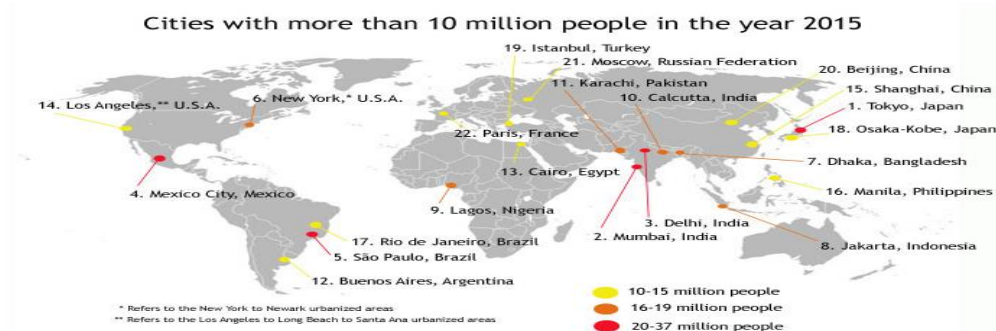 Cities with more than 10 million people in the year 2015
19. Istanbul, Turkey
21. Moscow, Russian Federation
20. Beijing, China
11. Karachi, Pakistan
15. Shanghai, China
14. Los Angeles,** U.S.A.
6. New York,* U.S.A.
10. Calcutta, India
1. Tokyo, Japan
22. Paris, France
18. Osaka-Kobe, Japan
13. Cairo, Egypt
7. Dhaka, Bangladesh
4. Mexico City, Mexico
16. Manila, Philippines
9. Lagos, Nigeria
3. Delhi, India
17. Rio de Janeiro, Brazil
2. Mumbai, India
8. Jakarta, Indonesia
5. São Paulo, Brazil
12. Buenos Aires, Argentina
10-15 million people
16-19 million people
20-37 million people
* Refers to the New York to Newark urbanized areas
** Refers to the Los Angeles to Long Beach to Santa Ana urbanized areas